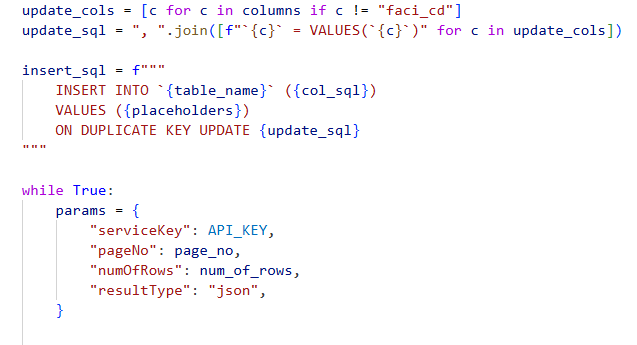 update_cols = [c for c in columns if c != "faci_cd"]
update_sql = ", ".join([f"`{c}` = VALUES(`{c}`)" for c in update_cols])
insert_sql = f"""
INSERT INTO `{table_name}` ({col_sql})
VALUES ({placeholders})
ON DUPLICATE KEY UPDATE {update_sql}
"""
while True:
params = {
"serviceKey": API_KEY,
"pageNo": page_no,
"numOfRows": num_of_rows,
"resultType": "json",
}